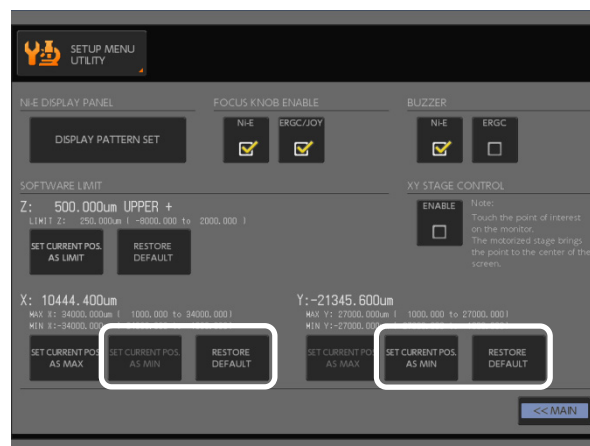 SETUP MENU
UTILITY
NI-E DISPLAY PANEL
FOCUS KNOB ENABLE
BUZZER
DISPLAY PATTERN SET
Ni-E
ERGC/JOY
Ni-E
ERGC
SOFTWARE LIMIT
XY STAGE CONTROL
Z: 500.000um UPPER +
LIMIT Z: 250.000um ( -8000.000 to 2000.000 )
SET CURRENT POS.
AS LIMIT
RESTORE
DEFAULT
ENABLE
Note:
Touch the point of interest
on the monitor.
The motorized stage brings
the point to the center of the
screen.
X: 10444.400um
MAX X: 34000.000um ( 1000.000 to 34000.000)
MIN X:-34000.000
SET CURRENT POS
AS MAX
SET CURRENT POS.
AS MIN
RESTORE
DEFAULT
Y:-21345.600um
MAX Y: 27000.000um ( 1000.000 to 27000.000)
MIN Y:-27000.000
SET CURRENT POS
AS MAX
SET CURRENT POS.
AS MIN
RESTORE
DEFAULT
<< MAIN